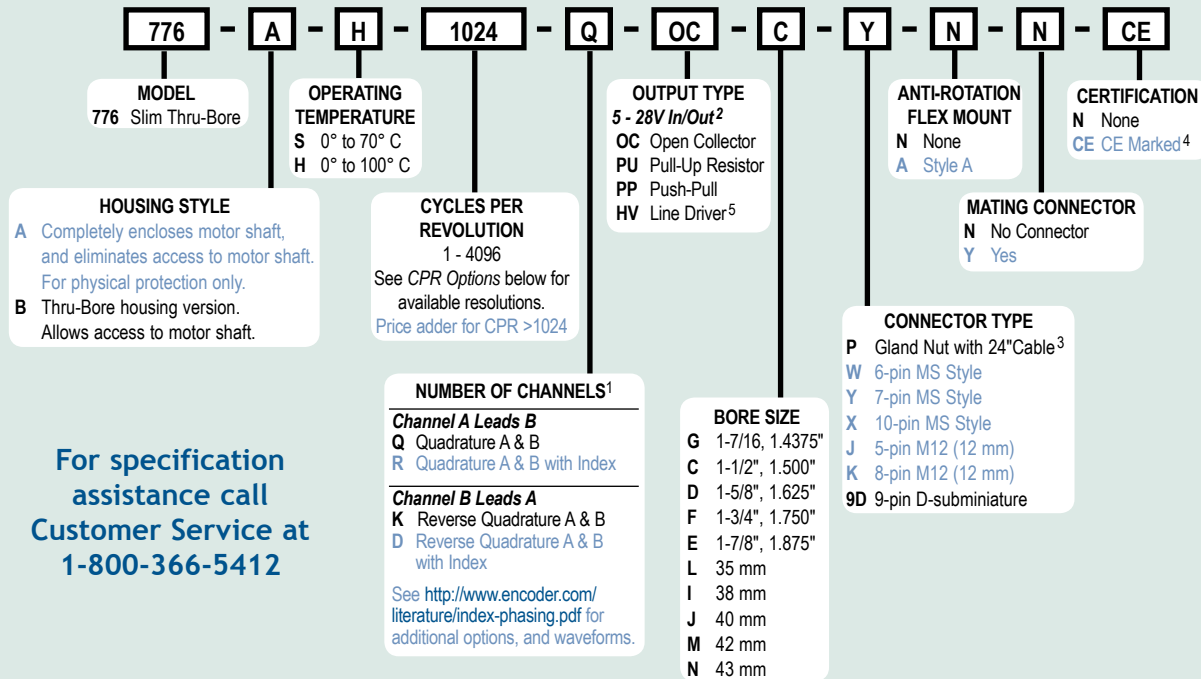 776 - A - H - 1024 - Q - OC - C - Y - N - N - CE
MODEL
776 Slim Thru-Bore
HOUSING STYLE
A Completely encloses motor shaft,
and eliminates access to motor shaft.
For physical protection only.
B Thru-Bore housing version.
Allows access to motor shaft.
OPERATING
TEMPERATURE
S 0° to 70° C
H 0° to 100° C
CYCLES PER
REVOLUTION
1 - 4096
See CPR Options below for
available resolutions.
Price adder for CPR >1024
NUMBER OF CHANNELS1
Channel A Leads B
Q Quadrature A & B
R Quadrature A & B with Index
Channel B Leads A
K Reverse Quadrature A & B
D Reverse Quadrature A & B
with Index
See http://www.encoder.com/
literature/index-phasing.pdf for
additional options, and waveforms.
OUTPUT TYPE
5 - 28V In/Out2
OC Open Collector
PU Pull-Up Resistor
PP Push-Pull
HV Line Driver5
BORE SIZE
G 1-7/16, 1.4375"
C 1-1/2", 1.500"
D 1-5/8", 1.625"
F 1-3/4", 1.750"
E 1-7/8", 1.875"
L 35 mm
I 38 mm
J 40 mm
M 42 mm
N 43 mm
CONNECTOR TYPE
P Gland Nut with 24"Cable3
W 6-pin MS Style
Y 7-pin MS Style
X 10-pin MS Style
J 5-pin M12 (12 mm)
K 8-pin M12 (12 mm)
9D 9-pin D-subminiature
ANTI-ROTATION
FLEX MOUNT
N None
A Style A
MATING CONNECTOR
N No Connector
Y Yes
CERTIFICATION
N None
CE CE Marked4
For specification
assistance call
Customer Service at
1-800-366-5412